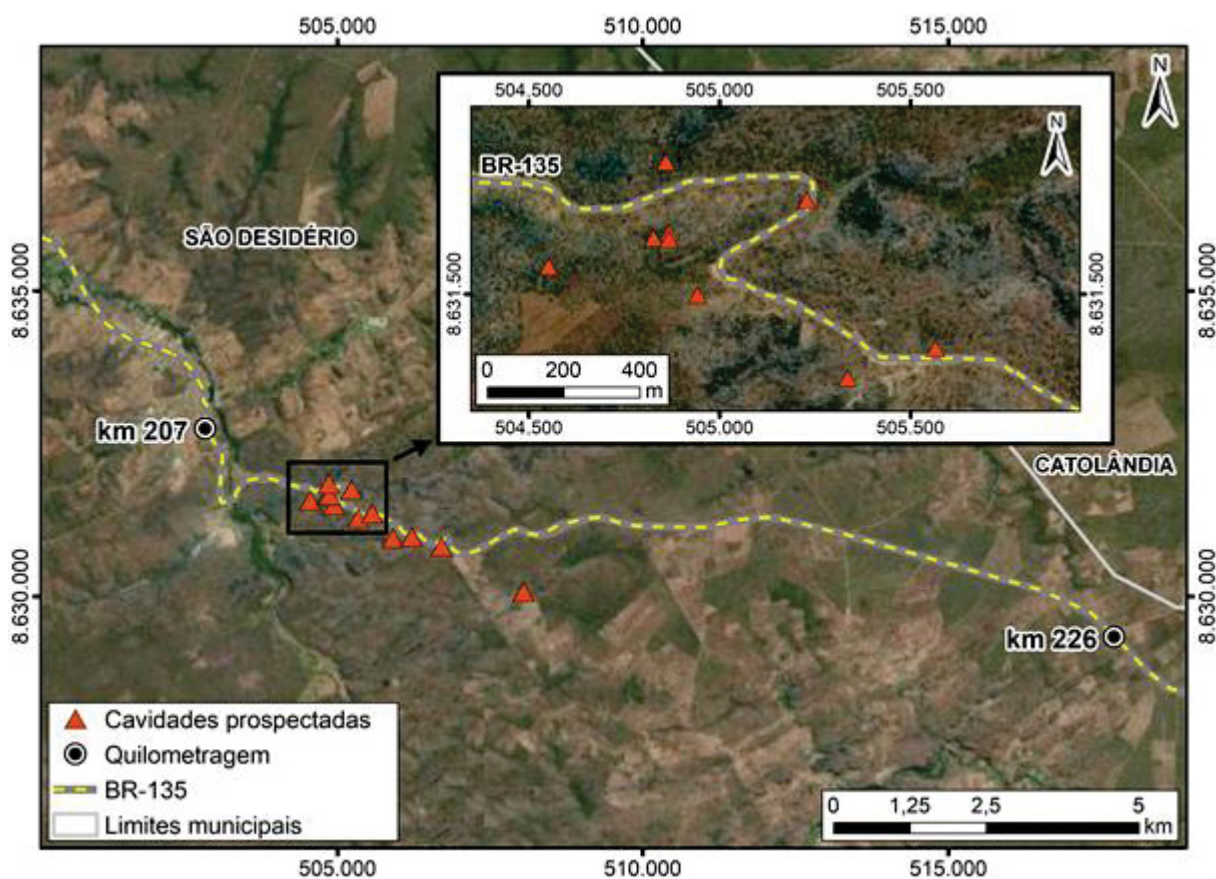 505.000 510.000 515.000
N
504.500 505.000 505.500
N
BR-135
SÃO DESIDÉRIO
8.635.000
8.631.500
8.631.500
8.635.000
0 200 400
m
504.500 505.000 505.500
km 207
CATOLÂNDIA
8.630.000
8.630.000
km 226
Cavidades prospectadas
Quilometragem
BR-135
Limites municipais
0 1,25 2,5 5
km
505.000 510.000 515.000